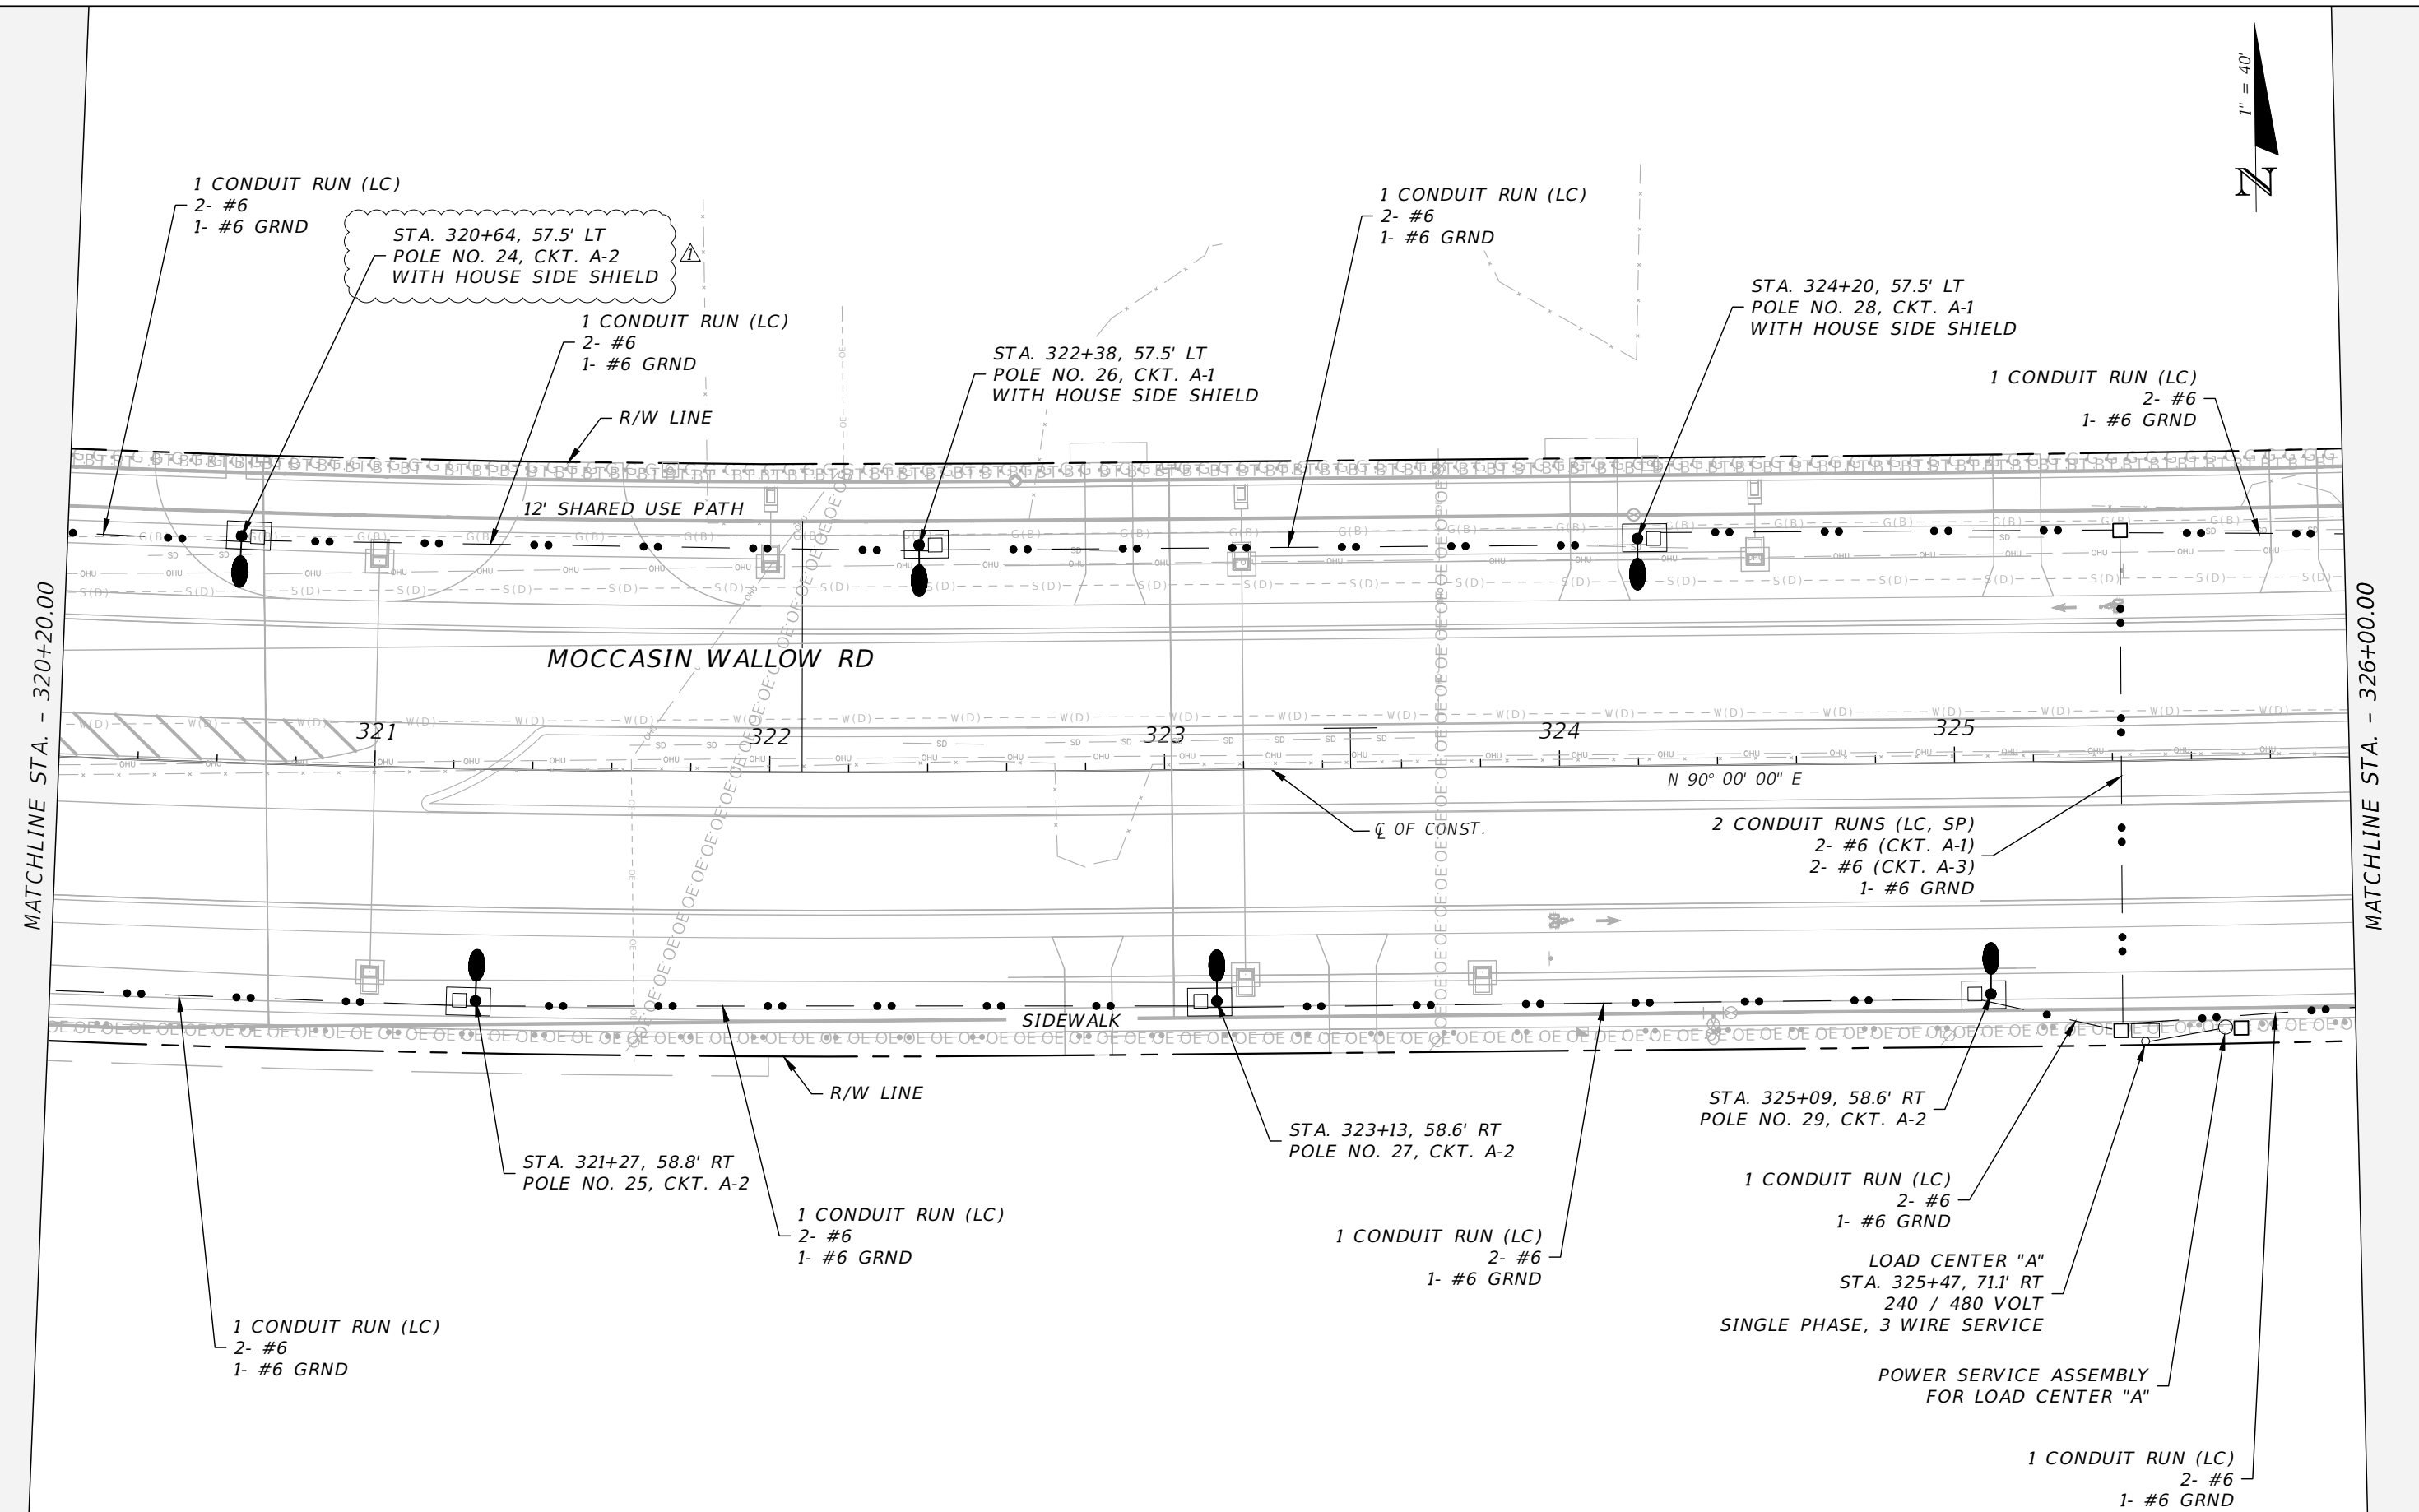 1" = 40'
N
1 CONDUIT RUN (LC)
2- #6
1- #6 GRND
STA. 320+64, 57.5' LT
POLE NO. 24, CKT. A-2
WITH HOUSE SIDE SHIELD
1
1 CONDUIT RUN (LC)
2- #6
1- #6 GRND
R/W LINE
STA. 322+38, 57.5' LT
POLE NO. 26, CKT. A-1
WITH HOUSE SIDE SHIELD
1 CONDUIT RUN (LC)
2- #6
1- #6 GRND
STA. 324+20, 57.5' LT
POLE NO. 28, CKT. A-1
WITH HOUSE SIDE SHIELD
1 CONDUIT RUN (LC)
2- #6
1- #6 GRND
12' SHARED USE PATH
MATCHLINE STA. - 320+20.00
MOCCASIN WALLOW RD
MATCHLINE STA. - 326+00.00
321
322
323
324
325
N 90° 00' 00" E
℄ OF CONST.
2 CONDUIT RUNS (LC, SP)
2- #6 (CKT. A-1)
2- #6 (CKT. A-3)
1- #6 GRND
SIDEWALK
R/W LINE
STA. 321+27, 58.8' RT
POLE NO. 25, CKT. A-2
1 CONDUIT RUN (LC)
2- #6
1- #6 GRND
1 CONDUIT RUN (LC)
2- #6
1- #6 GRND
STA. 323+13, 58.6' RT
POLE NO. 27, CKT. A-2
1 CONDUIT RUN (LC)
2- #6
1- #6 GRND
STA. 325+09, 58.6' RT
POLE NO. 29, CKT. A-2
1 CONDUIT RUN (LC)
2- #6
1- #6 GRND
LOAD CENTER "A"
STA. 325+47, 71.1' RT
240 / 480 VOLT
SINGLE PHASE, 3 WIRE SERVICE
POWER SERVICE ASSEMBLY
FOR LOAD CENTER "A"
1 CONDUIT RUN (LC)
2- #6
1- #6 GRND